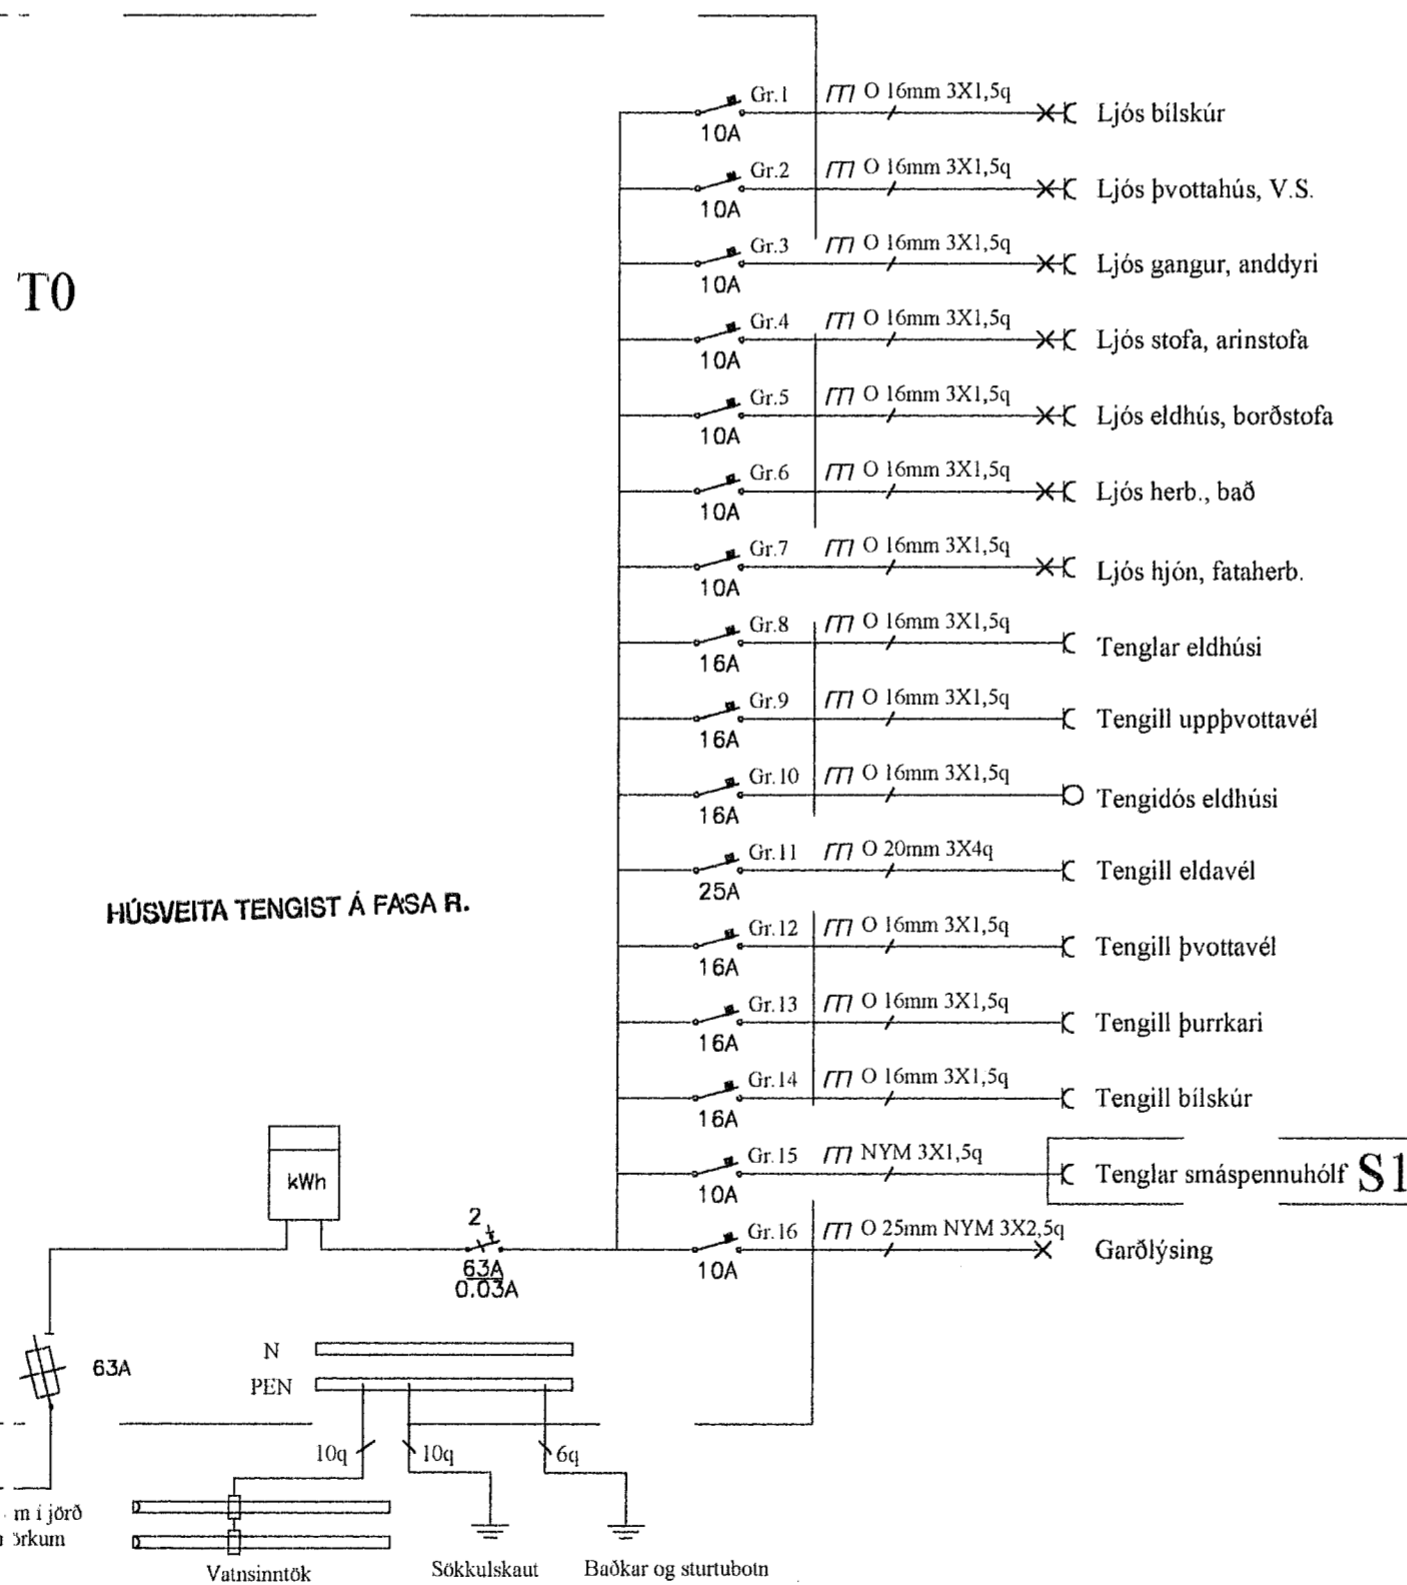 Gr.1 O 16mm 3X1,5q Ljós bílskúr
10A
Gr.2 O 16mm 3X1,5q Ljós þvottahús, V.S.
10A
Gr.3 O 16mm 3X1,5q Ljós gangur, anddyri
10A
T0
Gr.4 O 16mm 3X1,5q Ljós stofa, arinstofa
10A
Gr.5 O 16mm 3X1,5q Ljós eldhús, borðstofa
10A
Gr.6 O 16mm 3X1,5q Ljós herb., bað
10A
Gr.7 O 16mm 3X1,5q Ljós hjón, fataherb.
10A
Gr.8 O 16mm 3X1,5q Tenglar eldhúsi
16A
Gr.9 O 16mm 3X1,5q Tengill uppþvottavél
16A
Gr.10 O 16mm 3X1,5q Tengidós eldhúsi
16A
Gr.11 O 20mm 3X4q Tengill eldavél
25A
HÚSVEITA TENGIST Á FASA R.
Gr.12 O 16mm 3X1,5q Tengill þvottavél
16A
Gr.13 O 16mm 3X1,5q Tengill þurrkari
16A
Gr.14 O 16mm 3X1,5q Tengill bílskúr
16A
Gr.15 NYM 3X1,5q Tenglar smáspennuhólf S1
10A
kWh
2
63A
0.03A
Gr.16 O 25mm NYM 3X2,5q Garðlýsing
10A
63A
N
PEN
10q 10q 6q
m í jörð
örkum
Vatnsinntök Sökkulskaut Baðkar og sturtubotn